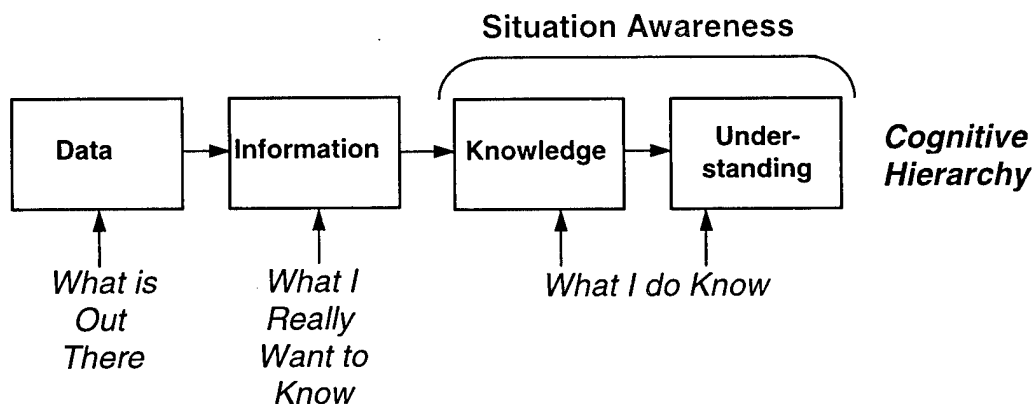 Situation Awareness
Data
Information
Knowledge
Under-
standing
Cognitive
Hierarchy
What is
Out
There
What I
Really
Want to
Know
What I do Know